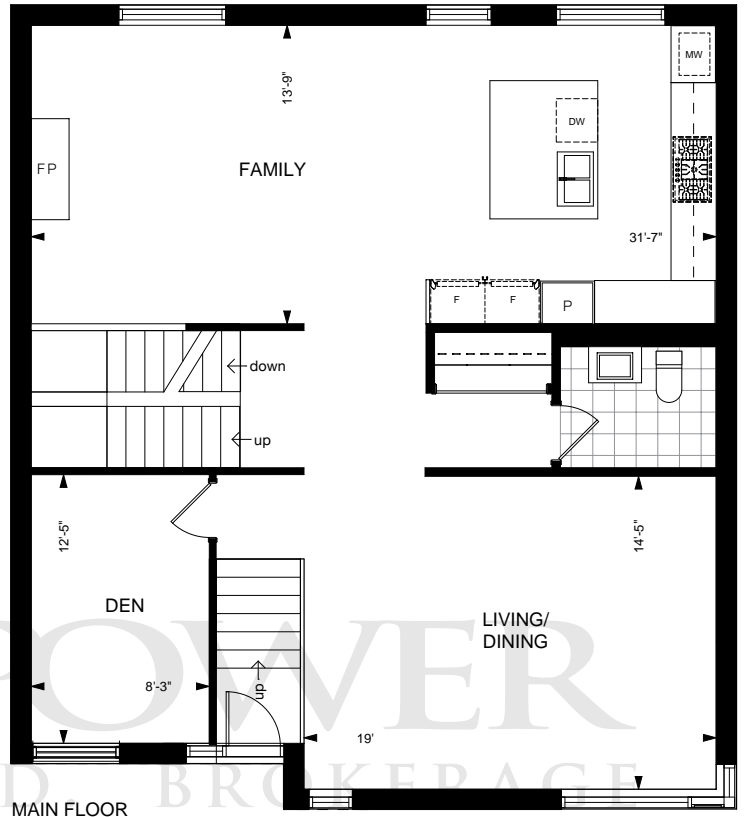 MW
13'-9"
DW
FP
FAMILY
31'-7"
F F P
down
up
12'-5"
14'-5"
DEN
LIVING/
DINING
POWER
8'-3"
up
19'
D. BROKERAGE
MAIN FLOOR